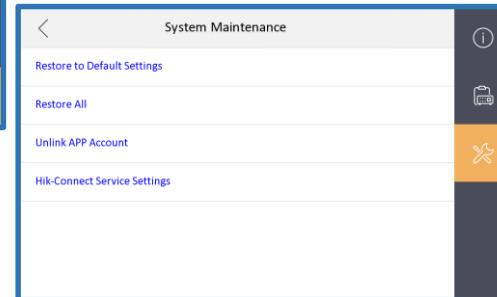 System Maintenance
Restore to Default Settings
Restore All
Unlink APP Account
Hik-Connect Service Settings